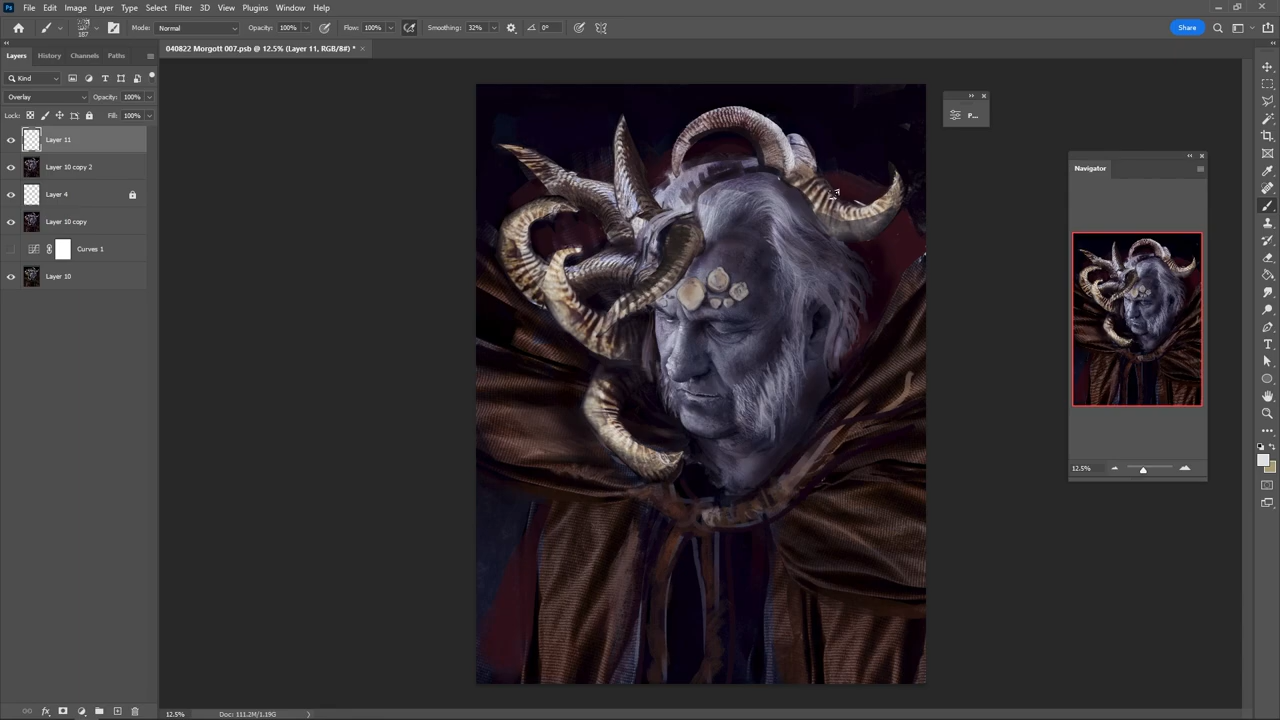 Ps File Edit Image Layer Type Select Filter 3D View Plugins Window Help
187 Mode: Normal Opacity: 100% Flow: 100% Smoothing: 32% 0° Share
Layers History Channels Paths
040822 Morgott 007.psb @ 12.5% (Layer 11, RGB/8#) * ×
Kind
Overlay Opacity: 100%
Lock: Fill: 100%
Layer 11
Layer 10 copy 2
Layer 4
Layer 10 copy
Curves 1
Layer 10
P...
Navigator
12.5%
fx
12.5% Doc: 111.2M/1.19G